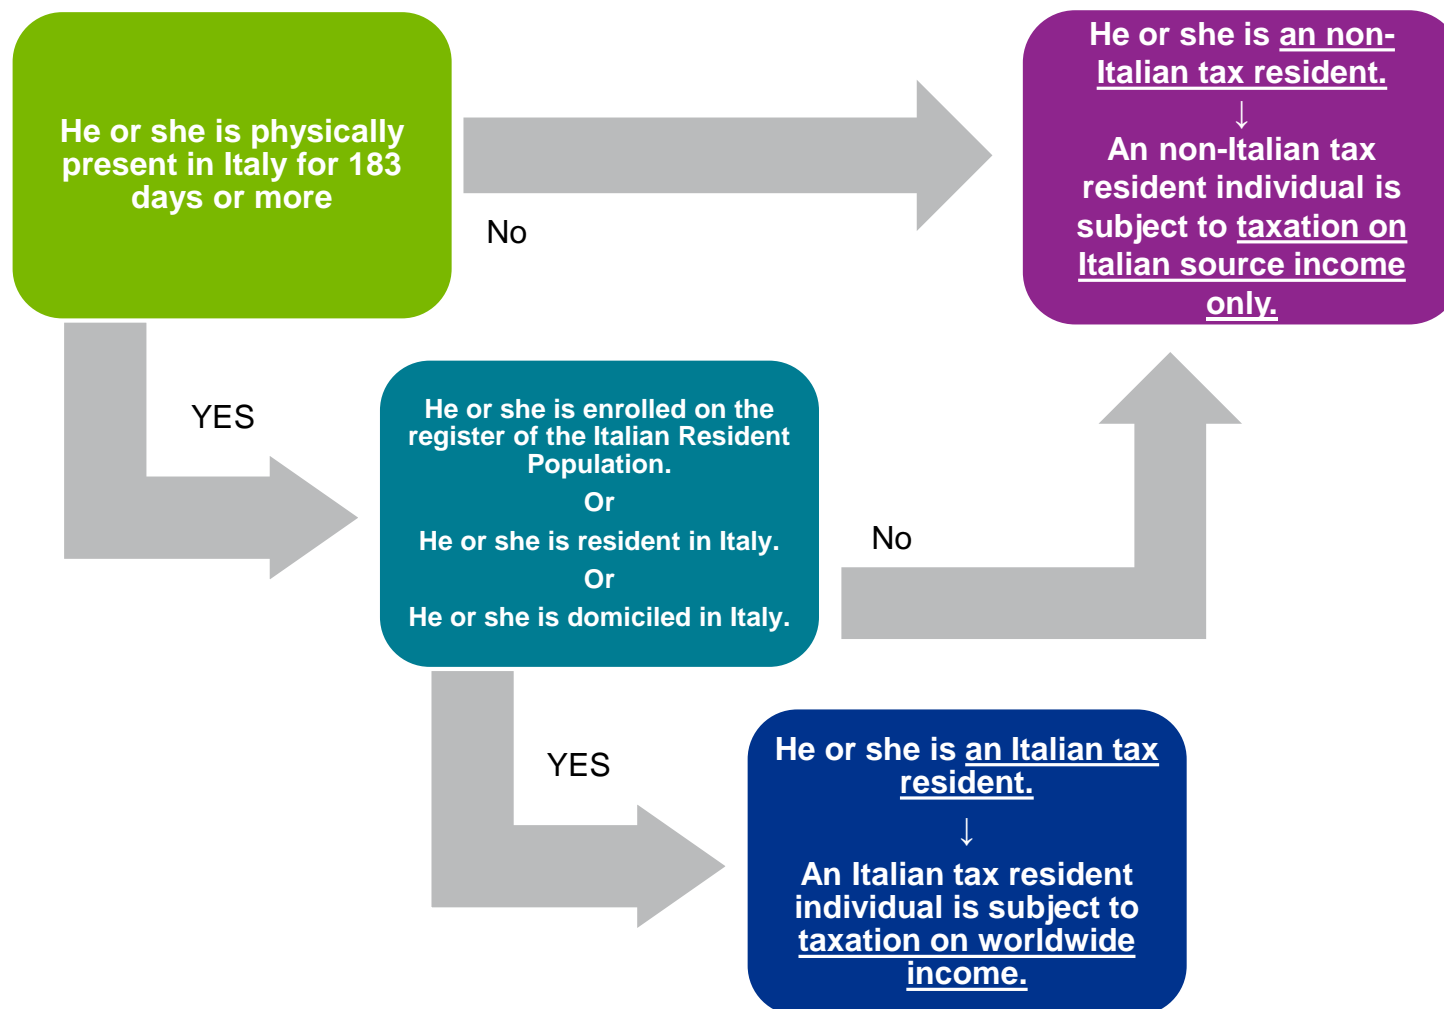 He or she is physically
present in Italy for 183
days or more
No
He or she is an non-
Italian tax resident.
↓
An non-Italian tax
resident individual is
subject to taxation on
Italian source income
only.
YES
He or she is enrolled on the
register of the Italian Resident
Population.
Or
He or she is resident in Italy.
Or
He or she is domiciled in Italy.
No
YES
He or she is an Italian tax
resident.
↓
An Italian tax resident
individual is subject to
taxation on worldwide
income.